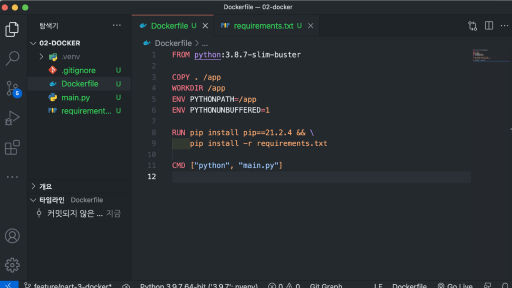 Dockerfile — 02-docker
탐색기
02-DOCKER
.venv
.gitignore U
Dockerfile U
main.py U
requirement... U
개요
타임라인 Dockerfile
커밋되지 않은 ... 지금
5
Dockerfile U
requirements.txt U
Dockerfile > ...
1 FROM python:3.8.7-slim-buster
2
3 COPY . /app
4 WORKDIR /app
5 ENV PYTHONPATH=/app
6 ENV PYTHONUNBUFFERED=1
7
8 RUN pip install pip==21.2.4 && \
9 pip install -r requirements.txt
10
11 CMD ["python", "main.py"]
12
feature/part-3-docker* Python 3.9.7 64-bit ('3.9.7': pyenv) 0 0 Git Graph LF Dockerfile Go Live